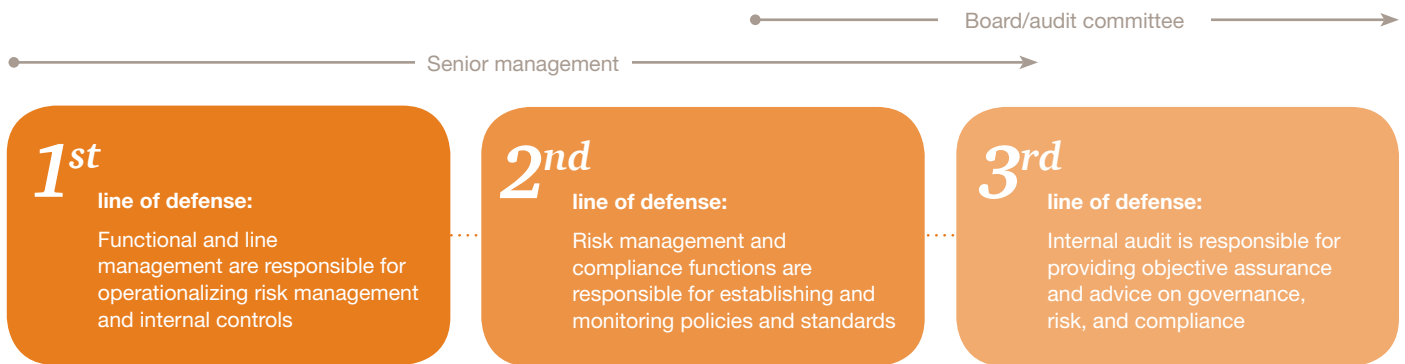 Board/audit committee
Senior management
1st
line of defense:
Functional and line
management are responsible for
operationalizing risk management
and internal controls
2nd
line of defense:
Risk management and
compliance functions are
responsible for establishing and
monitoring policies and standards
3rd
line of defense:
Internal audit is responsible for
providing objective assurance
and advice on governance,
risk, and compliance